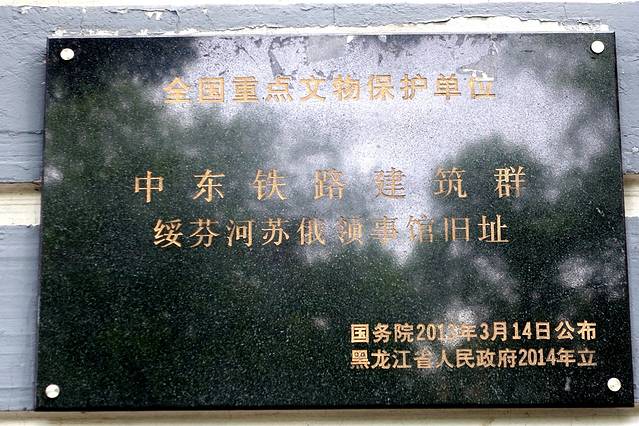 全国重点文物保护单位
中东铁路建筑群
绥芬河苏俄领事馆旧址
国务院2013年3月14日公布
黑龙江省人民政府2014年立